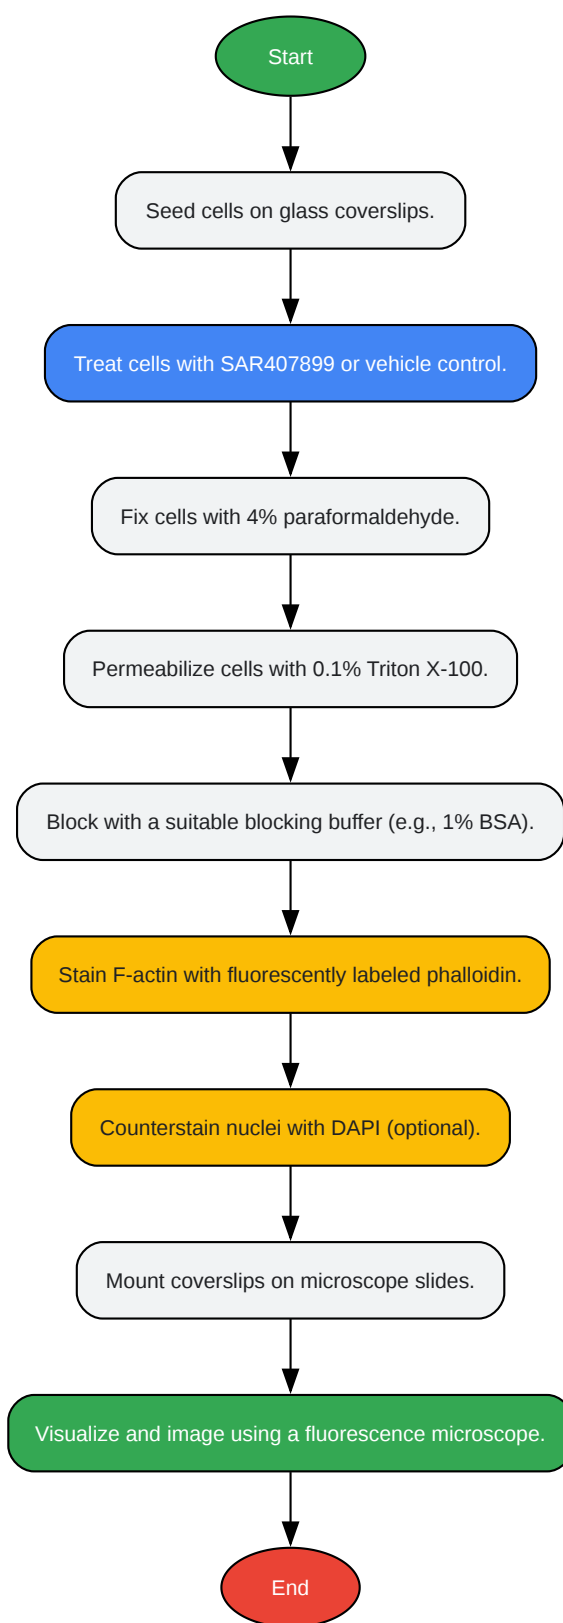 Start
Seed cells on glass coverslips.
Treat cells with SAR407899 or vehicle control.
Fix cells with 4% paraformaldehyde.
Permeabilize cells with 0.1% Triton X-100.
Block with a suitable blocking buffer (e.g., 1% BSA).
Stain F-actin with fluorescently labeled phalloidin.
Counterstain nuclei with DAPI (optional).
Mount coverslips on microscope slides.
Visualize and image using a fluorescence microscope.
End